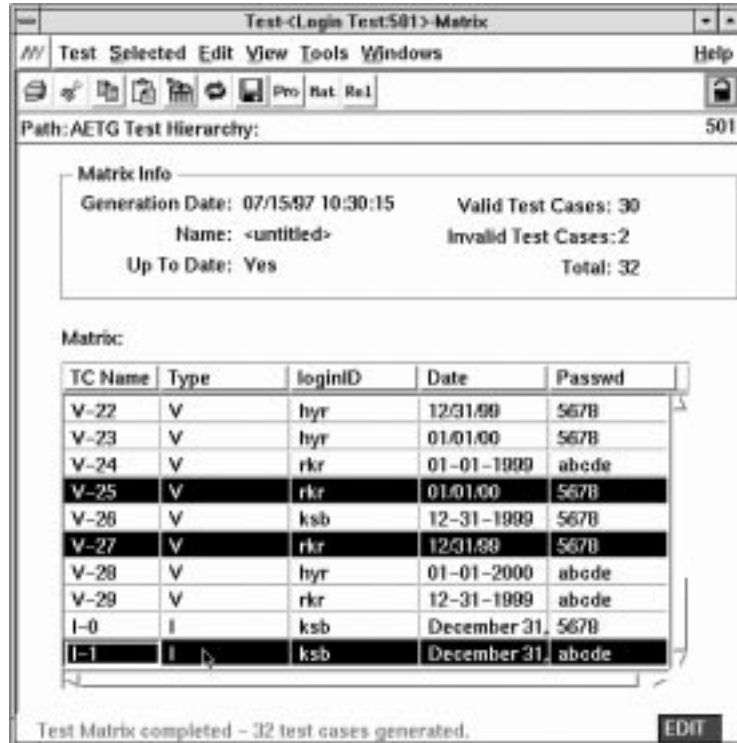 Test-<Login Test:501>-Matrix
Test Selected Edit View Tools Windows Help
Pro Mat Rel
Path: AETG Test Hierarchy: 501
Matrix Info
Generation Date: 07/15/97 10:30:15 Valid Test Cases: 30
Name: <untitled> Invalid Test Cases: 2
Up To Date: Yes Total: 32
Matrix:
TC Name Type loginID Date Passwd
V-22 V hyr 12/31/99 5678
V-23 V hyr 01/01/00 5678
V-24 V rkr 01-01-1999 abcde
V-25 V rkr 01/01/00 5678
V-26 V ksb 12-31-1999 5678
V-27 V rkr 12/31/99 5678
V-28 V hyr 01-01-2000 abcde
V-29 V rkr 12-31-1999 abcde
I-0 I ksb December 31, 5678
I-1 I ksb December 31, abcde
Test Matrix completed - 32 test cases generated. EDIT